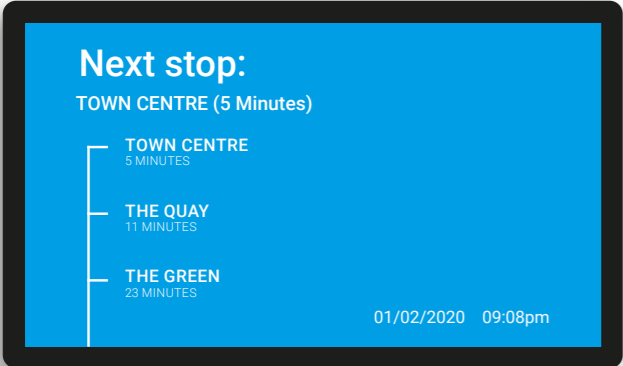 Next stop:
TOWN CENTRE (5 Minutes)
TOWN CENTRE
5 MINUTES
THE QUAY
11 MINUTES
THE GREEN
23 MINUTES
01/02/2020 09:08pm